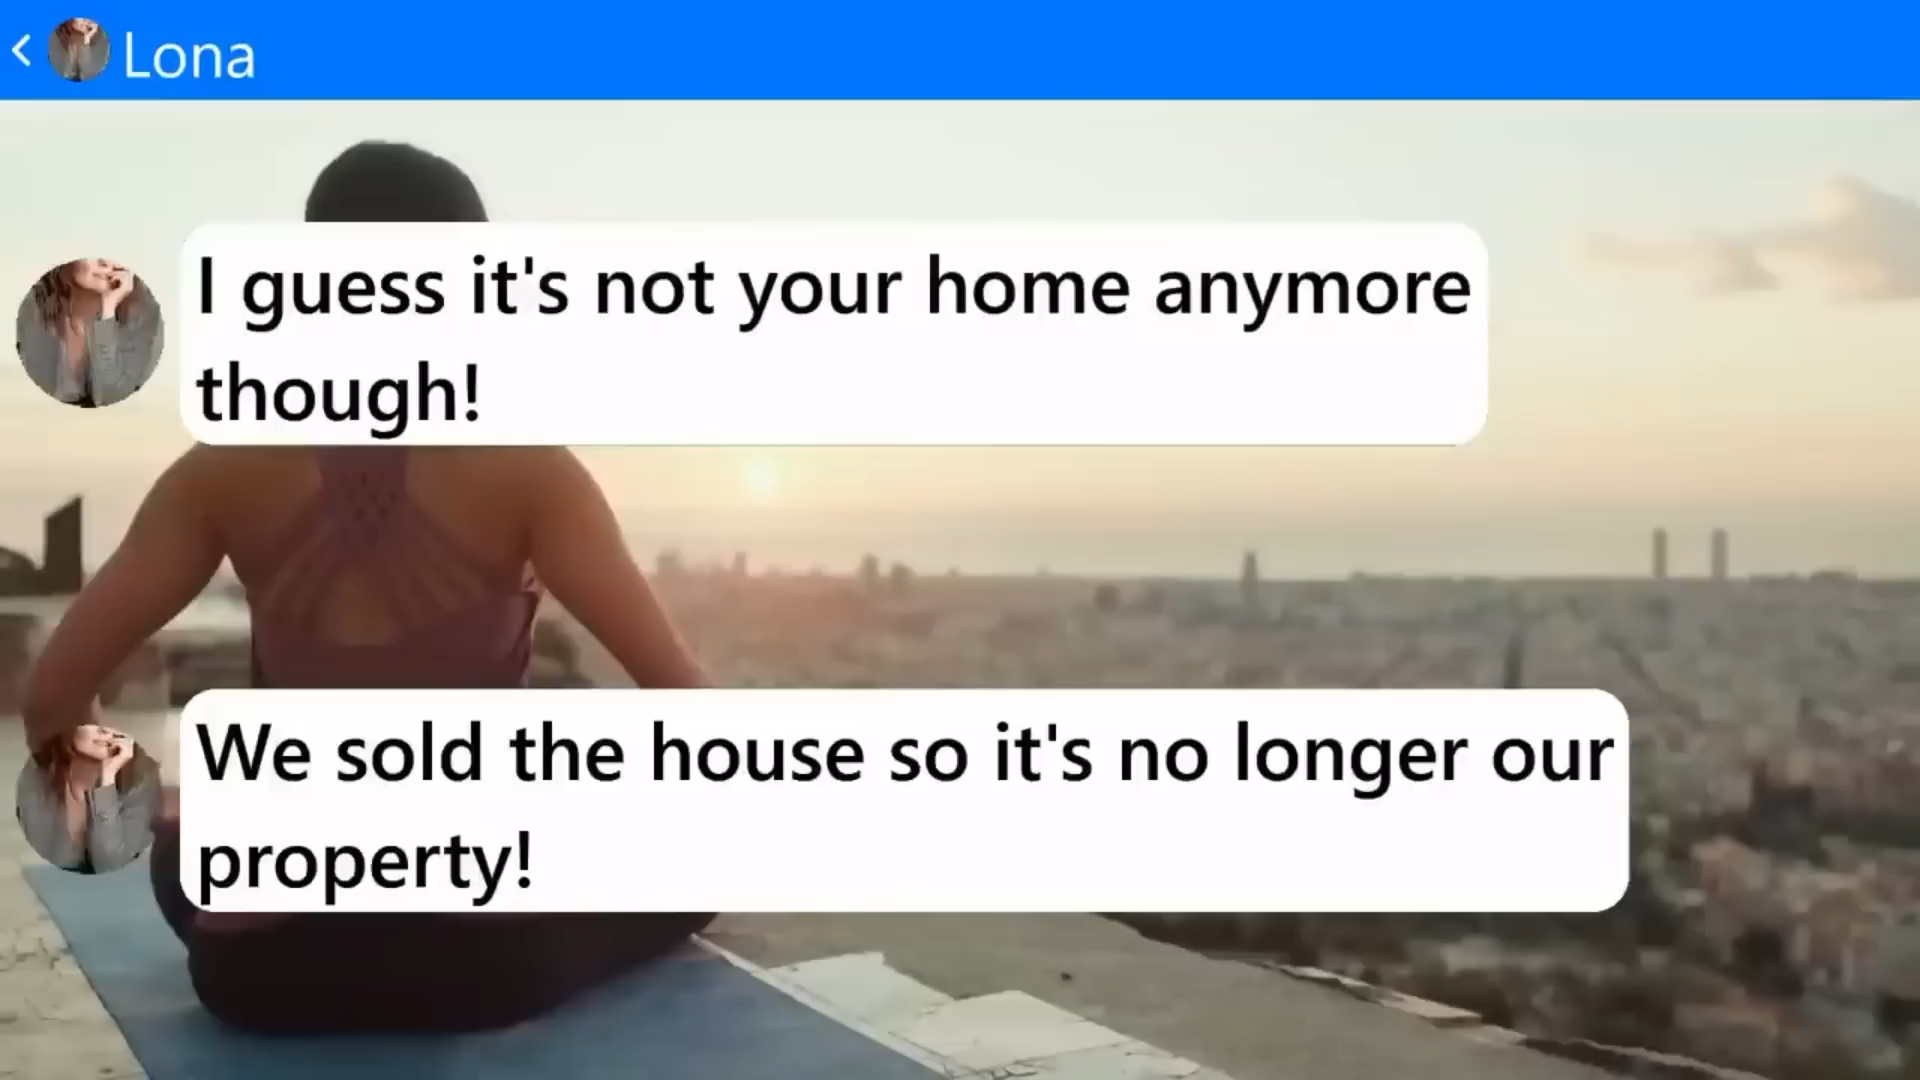 Lona
I guess it's not your home anymore
though!
We sold the house so it's no longer our
property!